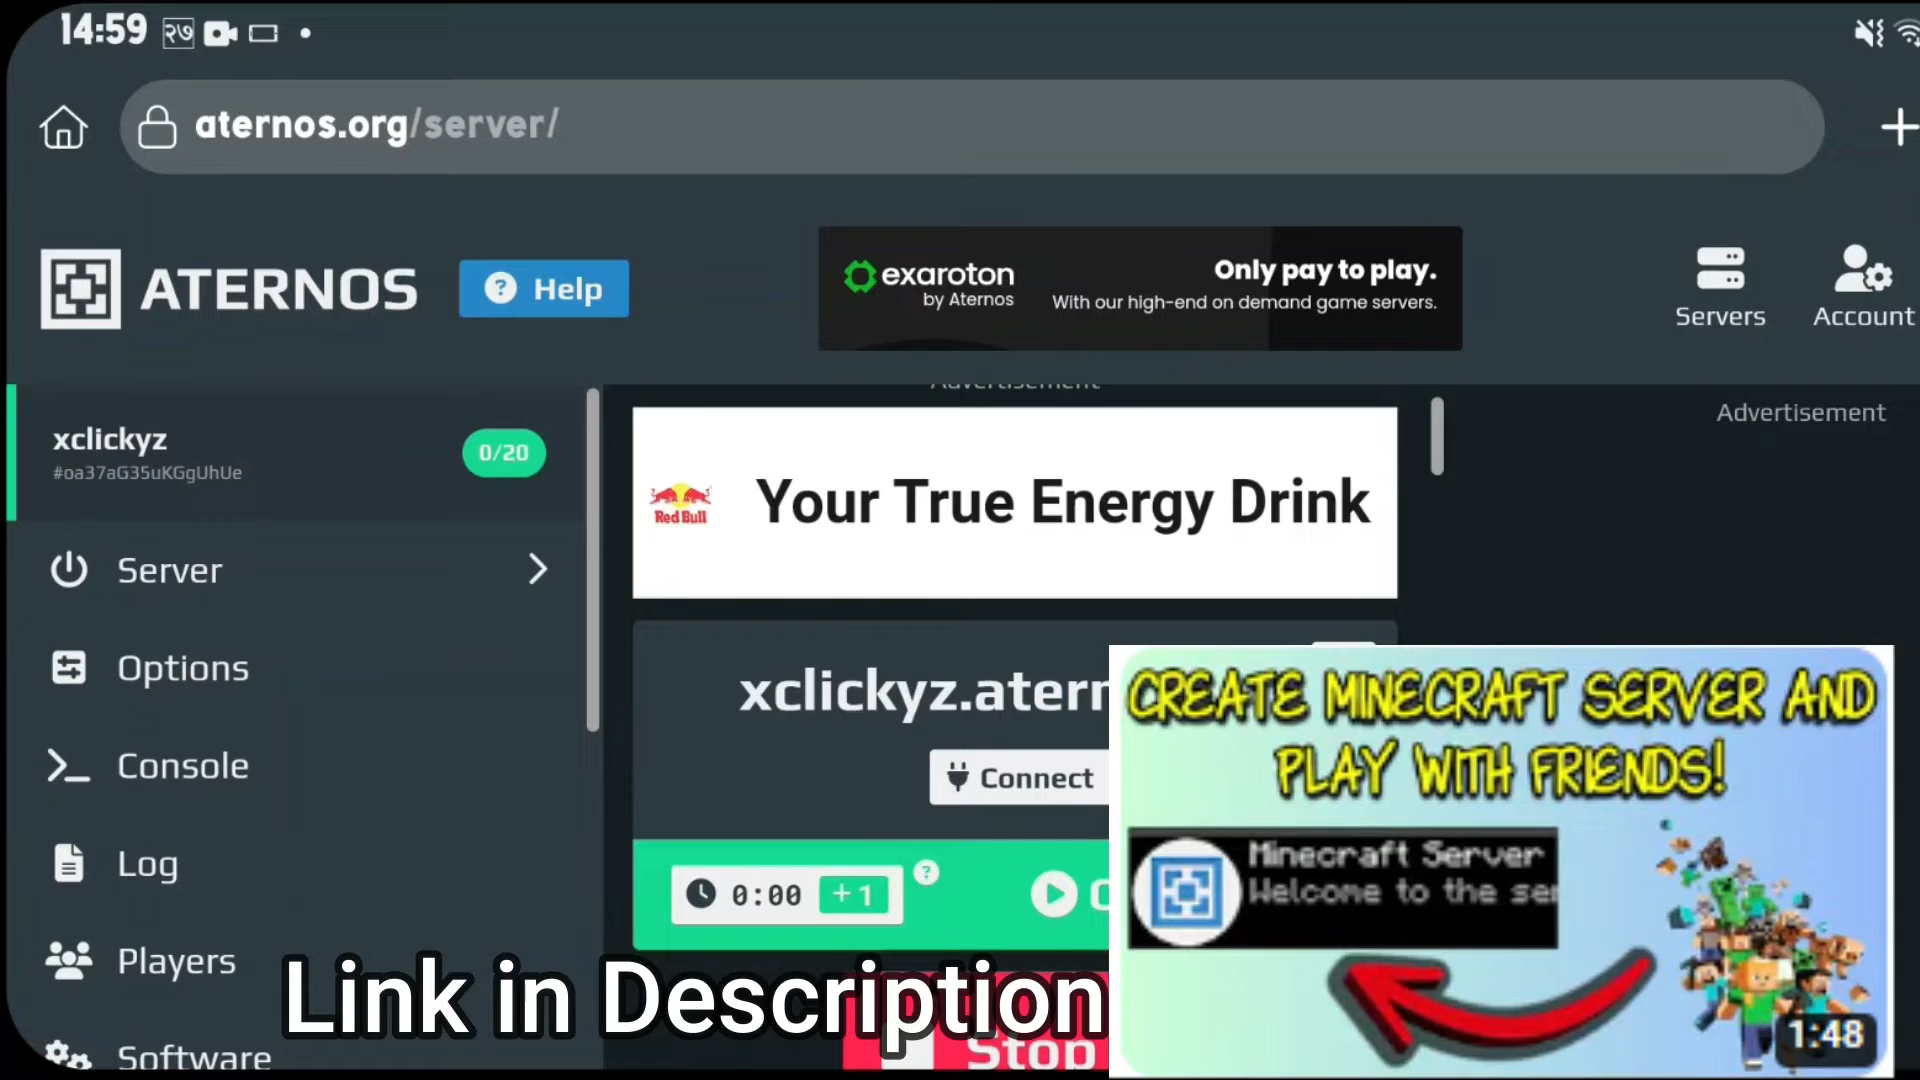 14:59 २७
aternos.org/server/
ATERNOS
Help
exaroton
by Aternos
Only pay to play.
With our high-end on demand game servers.
Servers
Account
Advertisement
Advertisement
xclickyz
#oa37aG35uKGgUhUe
0/20
Red Bull
Your True Energy Drink
Server
Options
Console
Log
Players
Software
xclickyz.atern
Connect
0:00 +1
?
Stop
Link in Description
CREATE MINECRAFT SERVER AND
PLAY WITH FRIENDS!
Minecraft Server
Welcome to the ser
1:48